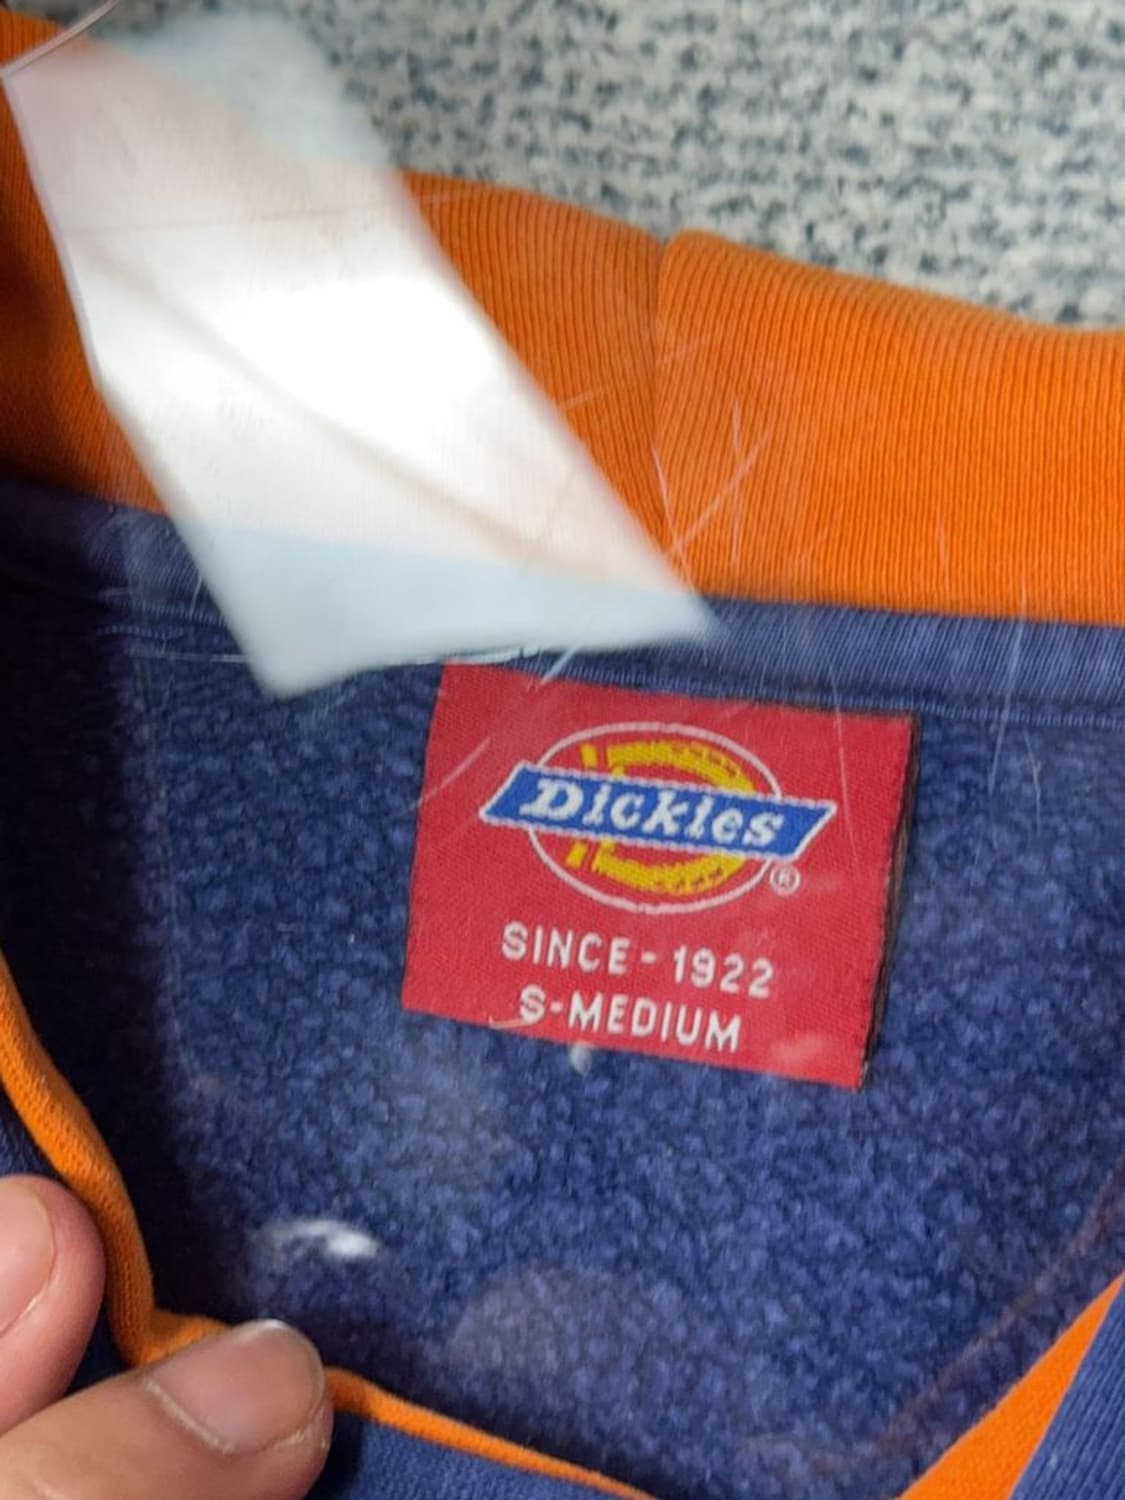 Dickies
®
SINCE-1922
S-MEDIUM